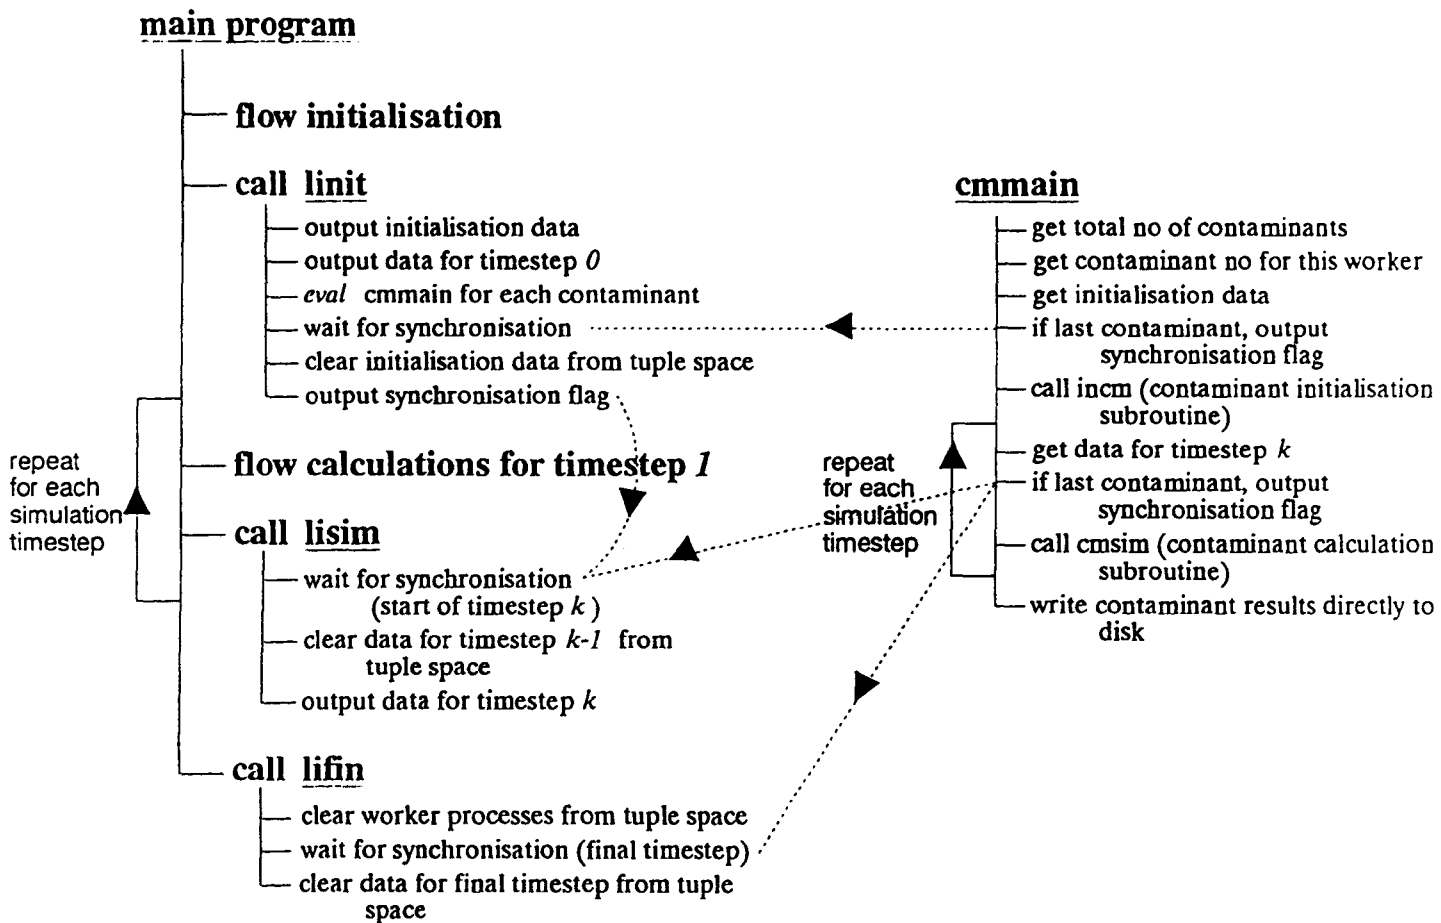 main program
flow initialisation
call linit
output initialisation data
output data for timestep 0
eval cmmain for each contaminant
wait for synchronisation
clear initialisation data from tuple space
output synchronisation flag
repeat
for each
simulation
timestep
flow calculations for timestep 1
call lisim
wait for synchronisation
(start of timestep k)
clear data for timestep k-1 from
tuple space
output data for timestep k
call lifin
clear worker processes from tuple space
wait for synchronisation (final timestep)
clear data for final timestep from tuple
space
cmmain
get total no of contaminants
get contaminant no for this worker
get initialisation data
if last contaminant, output
synchronisation flag
call incm (contaminant initialisation
subroutine)
repeat
for each
simulation
timestep
get data for timestep k
if last contaminant, output
synchronisation flag
call cmsim (contaminant calculation
subroutine)
write contaminant results directly to
disk